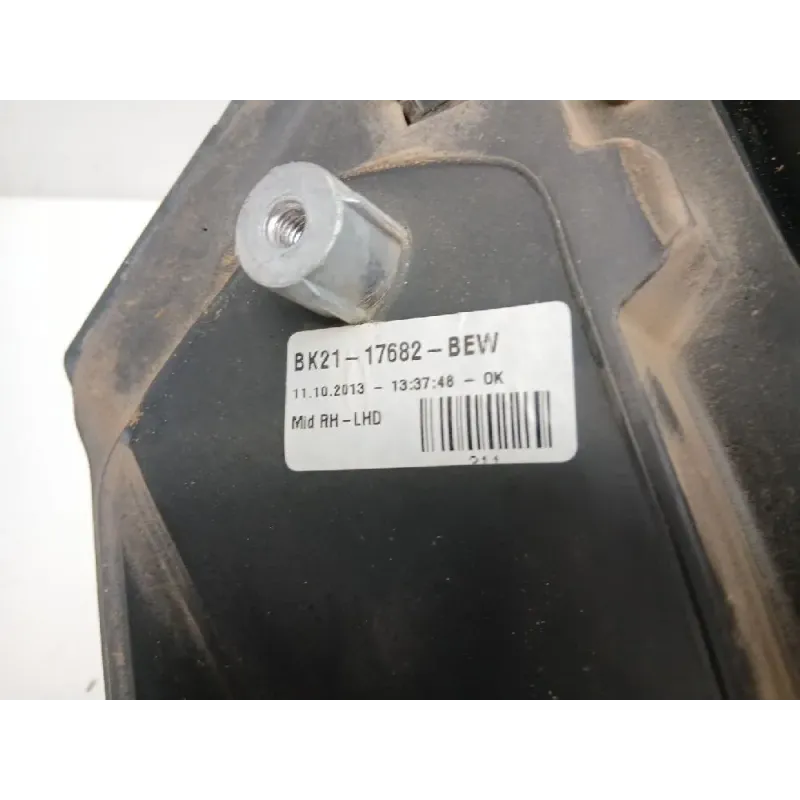 BK21-17682-BEW
11.10.2013 - 13:37:48 - OK
Mid RH-LHD